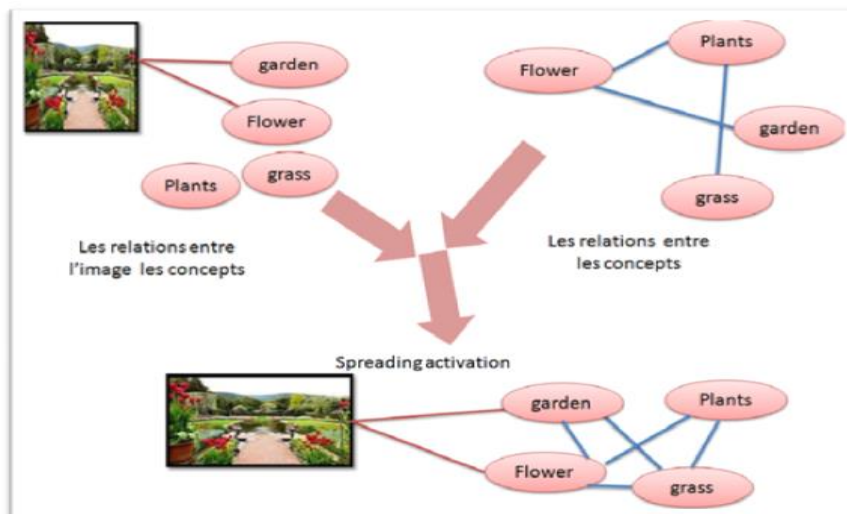 garden
Flower
Plants
grass
Les relations entre
l'image les concepts
Plants
Flower
garden
grass
Les relations entre
les concepts
Spreading activation
garden
Plants
Flower
grass